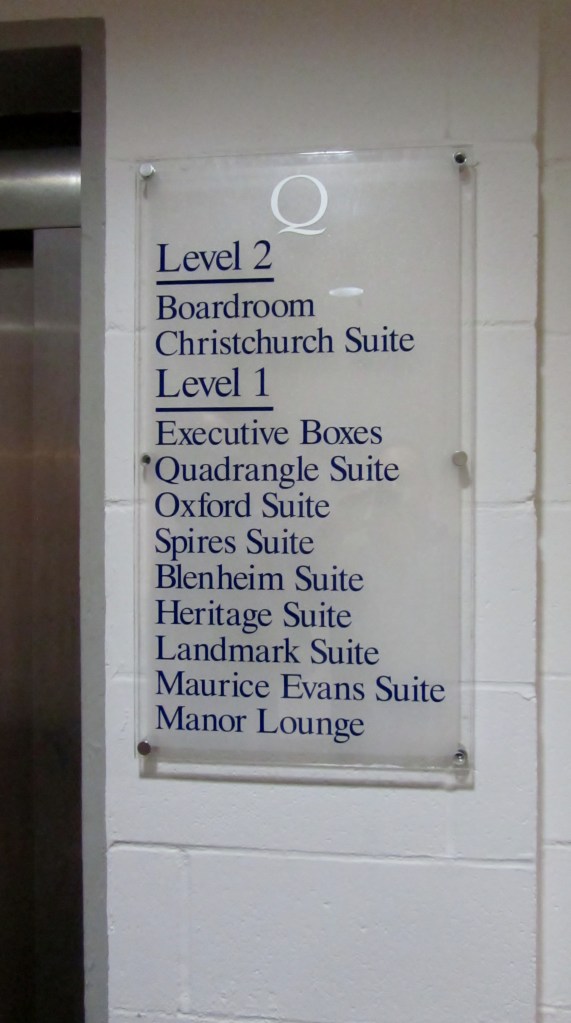 Q
Level 2
Boardroom
Christchurch Suite
Level 1
Executive Boxes
Quadrangle Suite
Oxford Suite
Spires Suite
Blenheim Suite
Heritage Suite
Landmark Suite
Maurice Evans Suite
Manor Lounge